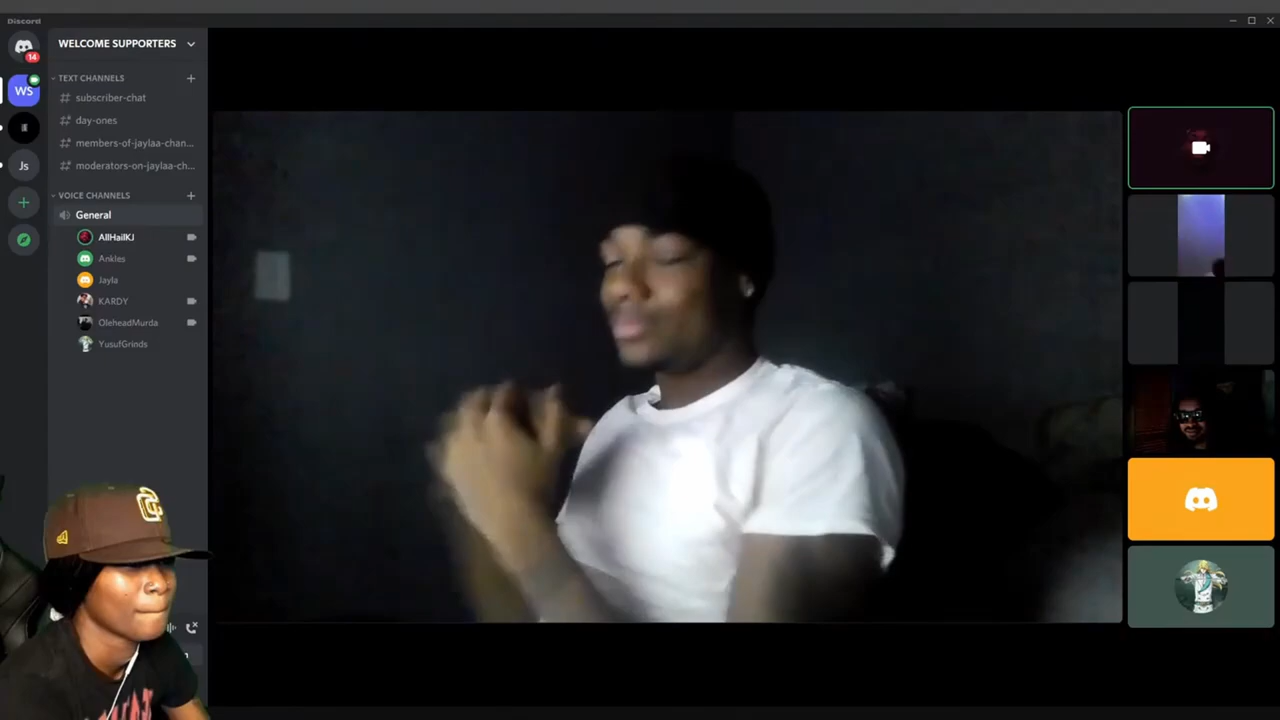 Discord
14
WELCOME SUPPORTERS
WS
TEXT CHANNELS
# subscriber-chat
# day-ones
# members-of-jaylaa-chan...
Js
# moderators-on-jaylaa-ch...
VOICE CHANNELS
General
AllHailKJ
Ankles
Jayla
KARDY
OleheadMurda
YusufGrinds